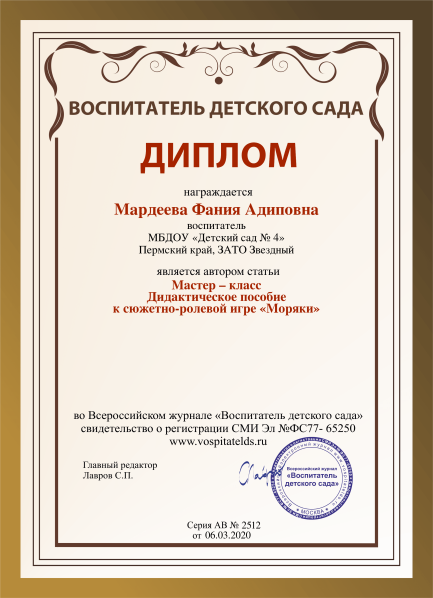 ВОСПИТАТЕЛЬ ДЕТСКОГО САДА
ДИПЛОМ
награждается
Мардеева Фания Адиповна
воспитатель
МБДОУ «Детский сад № 4»
Пермский край, ЗАТО Звездный
является автором статьи
Мастер – класс
Дидактическое пособие
к сюжетно-ролевой игре «Моряки»
во Всероссийском журнале «Воспитатель детского сада»
свидетельство о регистрации СМИ Эл №ФС77- 65250
www.vospitatelds.ru
Главный редактор
Лавров С.П.
Всероссийский журнал
«Воспитатель
детского сада»
МОСКВА
Серия АВ № 2512
от 06.03.2020